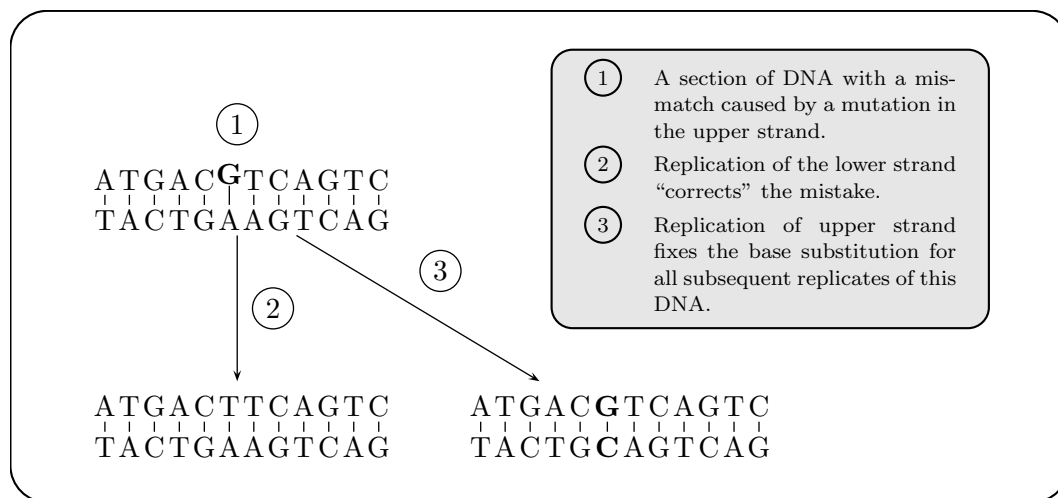 1 A section of DNA with a mis-
match caused by a mutation in
the upper strand.
2 Replication of the lower strand
“corrects” the mistake.
3 Replication of upper strand
fixes the base substitution for
all subsequent replicates of this
DNA.
1
ATGACGTCAGTC
TACTGAAGTCAG
2
3
ATGACTTCAGTC
TACTGAAGTCAG
ATGACGTCAGTC
TACTGCAGTCAG